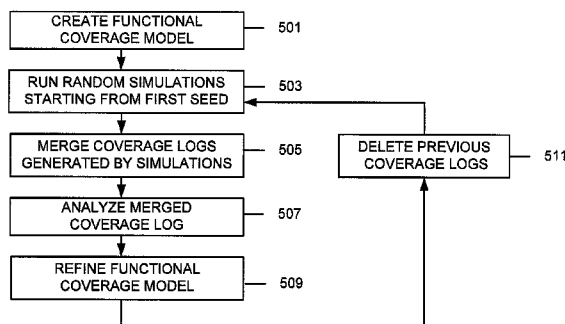 CREATE FUNCTIONAL
COVERAGE MODEL
501
RUN RANDOM SIMULATIONS
STARTING FROM FIRST SEED
503
MERGE COVERAGE LOGS
GENERATED BY SIMULATIONS
505
DELETE PREVIOUS
COVERAGE LOGS
511
ANALYZE MERGED
COVERAGE LOG
507
REFINE FUNCTIONAL
COVERAGE MODEL
509